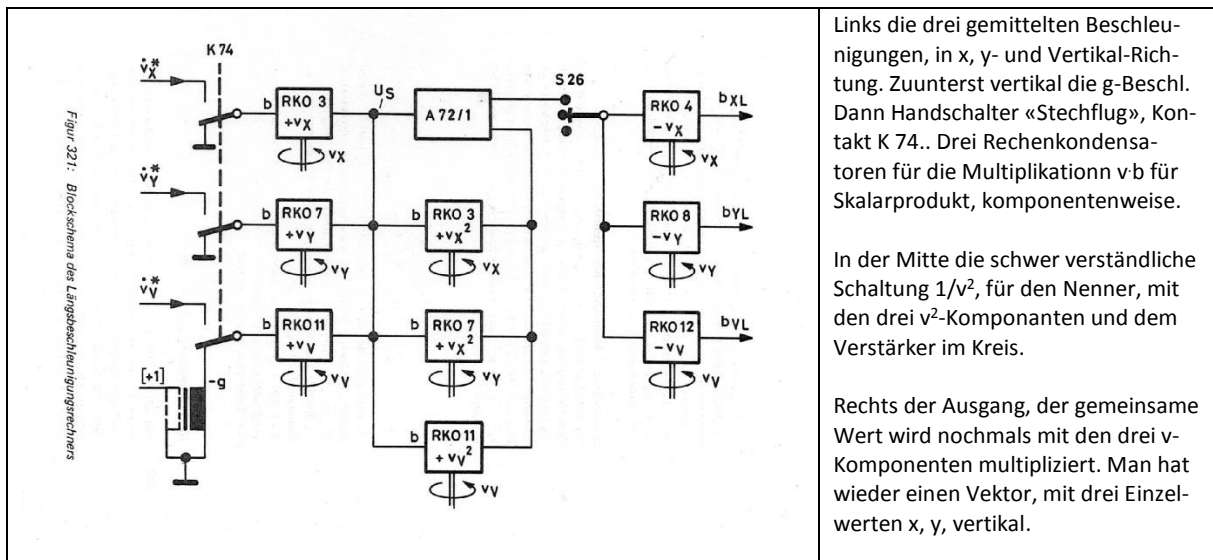 K 74
v̇X*
b
RKO 3
+vX
vX
US
A 72/1
S 26
RKO 4
−vX
bXL
vX
v̇Y*
b
RKO 7
+vY
vY
b
RKO 3
+vX²
vX
RKO 8
−vY
bYL
vY
v̇V*
b
RKO 11
+vV
vV
b
RKO 7
+vX²
vY
RKO 12
−vV
bVL
vV
[+1]
-g
b
RKO 11
+vV²
vV
Figur 321: Blockschema des Längsbeschleunigungsrechners
Links die drei gemittelten Beschleu-
nigungen, in x, y- und Vertikal-Rich-
tung. Zuunterst vertikal die g-Beschl.
Dann Handschalter «Stechflug», Kon-
takt K 74.. Drei Rechenkondensa-
toren für die Multiplikationn v·b für
Skalarprodukt, komponentenweise.
In der Mitte die schwer verständliche
Schaltung 1/v², für den Nenner, mit
den drei v²-Komponanten und dem
Verstärker im Kreis.
Rechts der Ausgang, der gemeinsame
Wert wird nochmals mit den drei v-
Komponenten multipliziert. Man hat
wieder einen Vektor, mit drei Einzel-
werten x, y, vertikal.